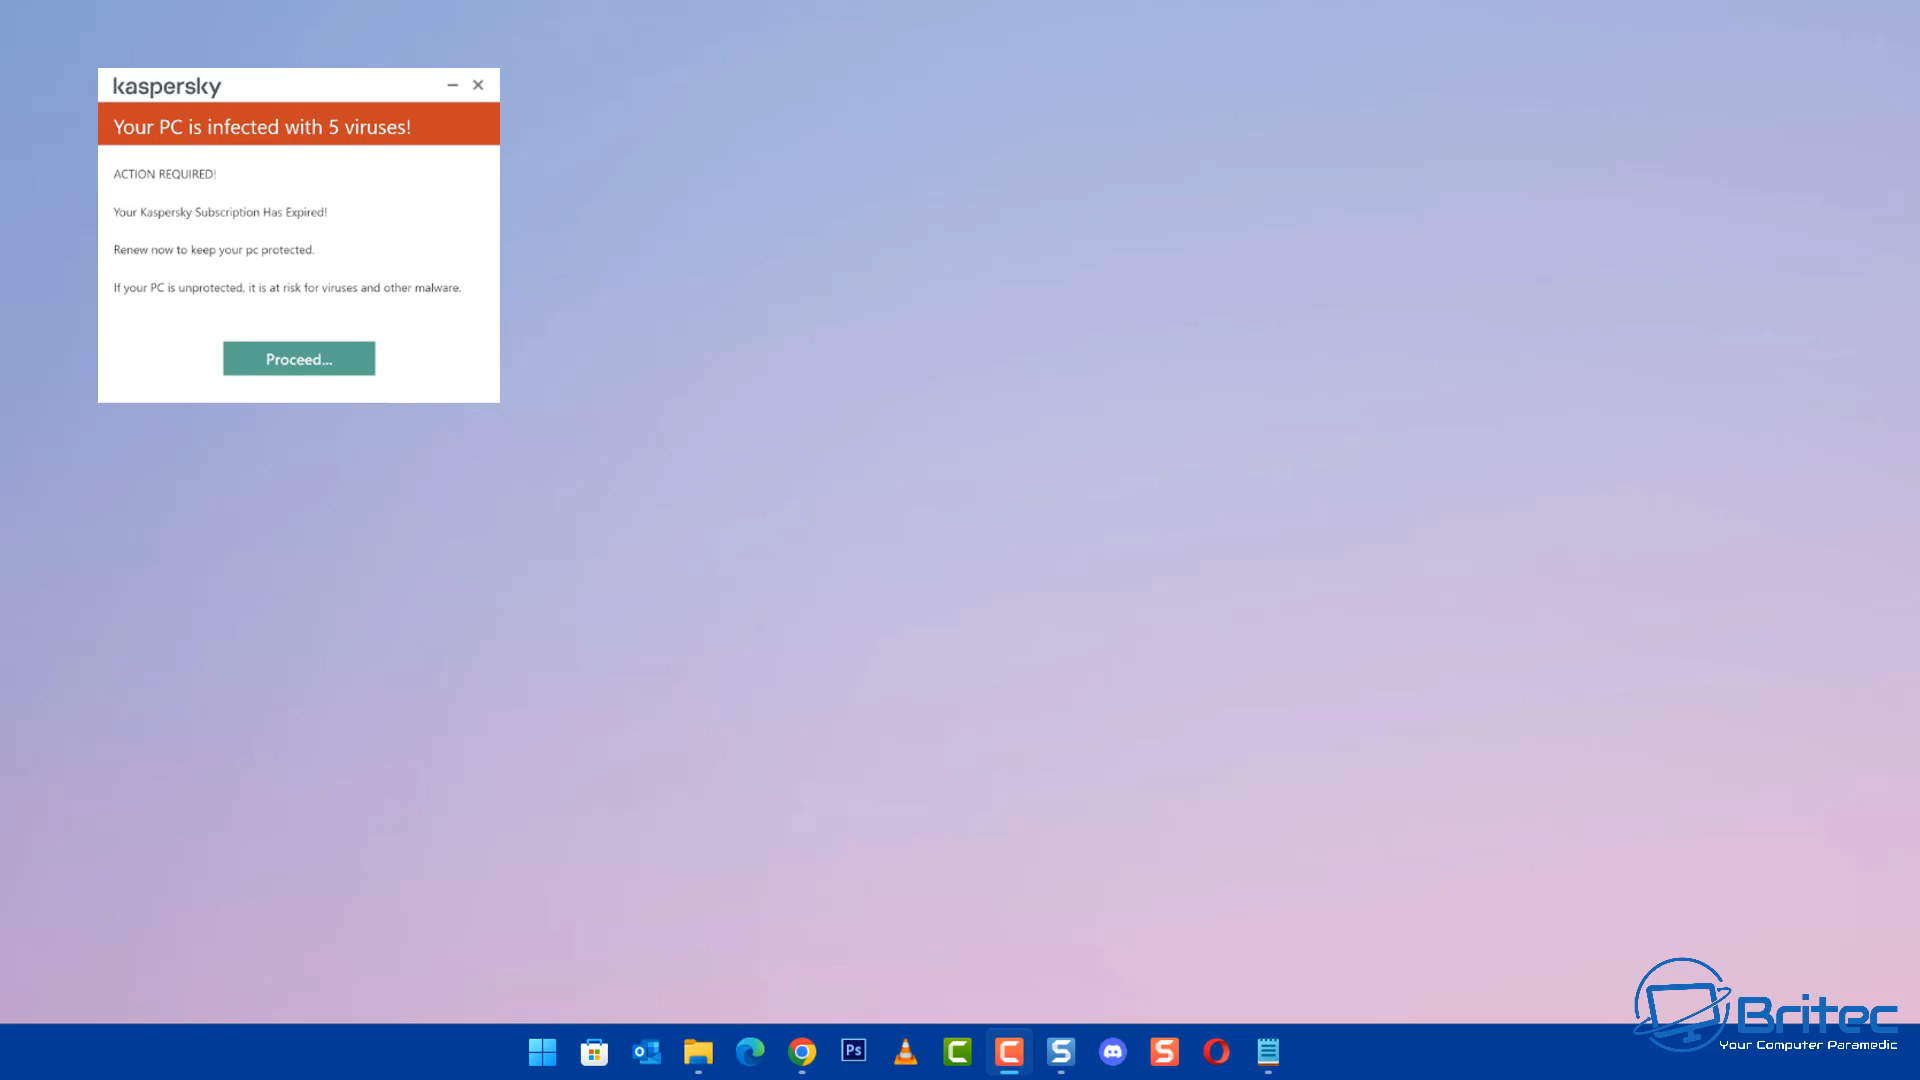 kaspersky
Your PC is infected with 5 viruses!
ACTION REQUIRED!
Your Kaspersky Subscription Has Expired!
Renew now to keep your pc protected.
If your PC is unprotected, it is at risk for viruses and other malware.
Proceed...
Ps
Britec
Your Computer Paramedic